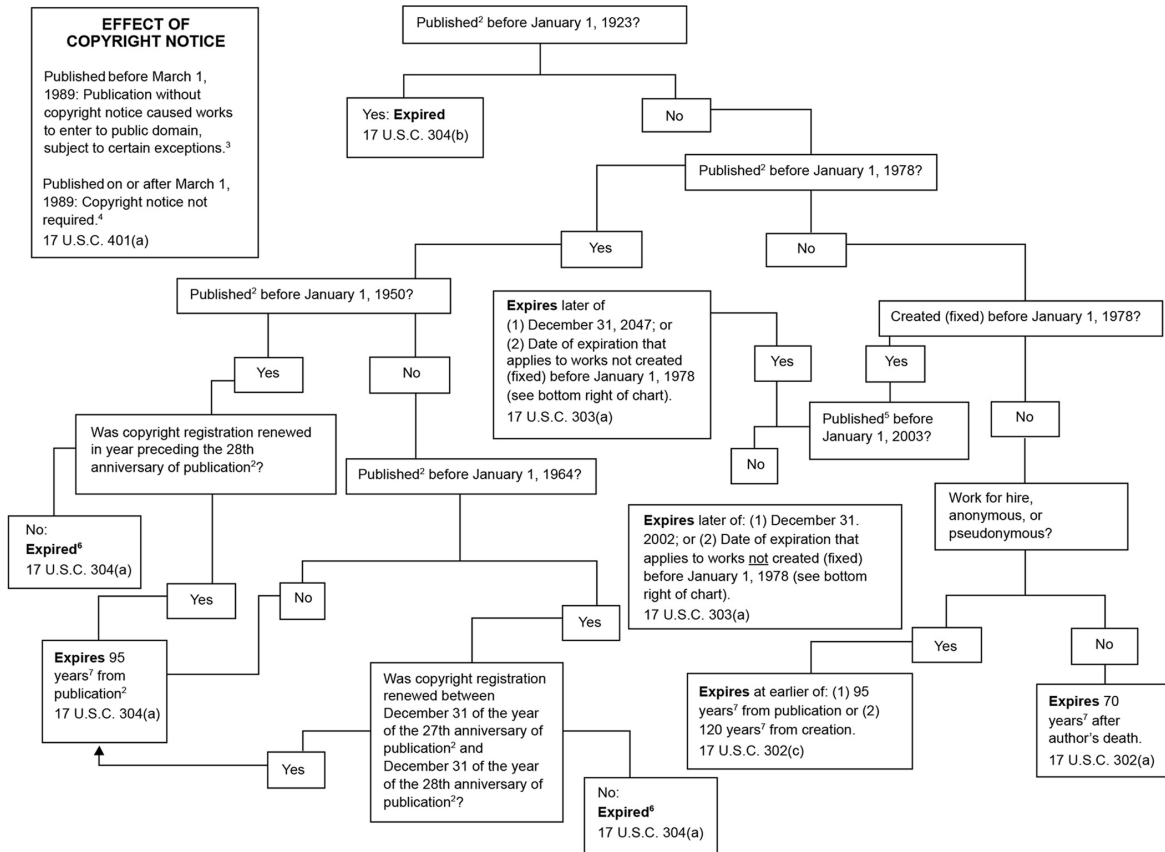 EFFECT OF
COPYRIGHT NOTICE
Published before March 1,
1989: Publication without
copyright notice caused works
to enter to public domain,
subject to certain exceptions.³
Published on or after March 1,
1989: Copyright notice not
required.⁴
17 U.S.C. 401(a)
Published² before January 1, 1923?
Yes: Expired
17 U.S.C. 304(b)
No
Published² before January 1, 1978?
Yes
No
Published² before January 1, 1950?
Expires later of
(1) December 31, 2047; or
(2) Date of expiration that
applies to works not created
(fixed) before January 1, 1978
(see bottom right of chart).
17 U.S.C. 303(a)
Created (fixed) before January 1, 1978?
Yes
No
Yes
Yes
No
Was copyright registration renewed
in year preceding the 28th
anniversary of publication²?
Published² before January 1, 1964?
No
Published⁵ before
January 1, 2003?
No:
Expired⁶
17 U.S.C. 304(a)
Expires later of: (1) December 31.
2002; or (2) Date of expiration that
applies to works not created (fixed)
before January 1, 1978 (see bottom
right of chart).
17 U.S.C. 303(a)
Work for hire,
anonymous, or
pseudonymous?
Yes
No
Yes
Yes
No
Expires 95
years⁷ from
publication²
17 U.S.C. 304(a)
Was copyright registration
renewed between
December 31 of the year
of the 27th anniversary of
publication² and
December 31 of the year
of the 28th anniversary of
publication²?
Expires at earlier of: (1) 95
years⁷ from publication or (2)
120 years⁷ from creation.
17 U.S.C. 302(c)
Expires 70
years⁷ after
author's death.
17 U.S.C. 302(a)
Yes
No:
Expired⁶
17 U.S.C. 304(a)